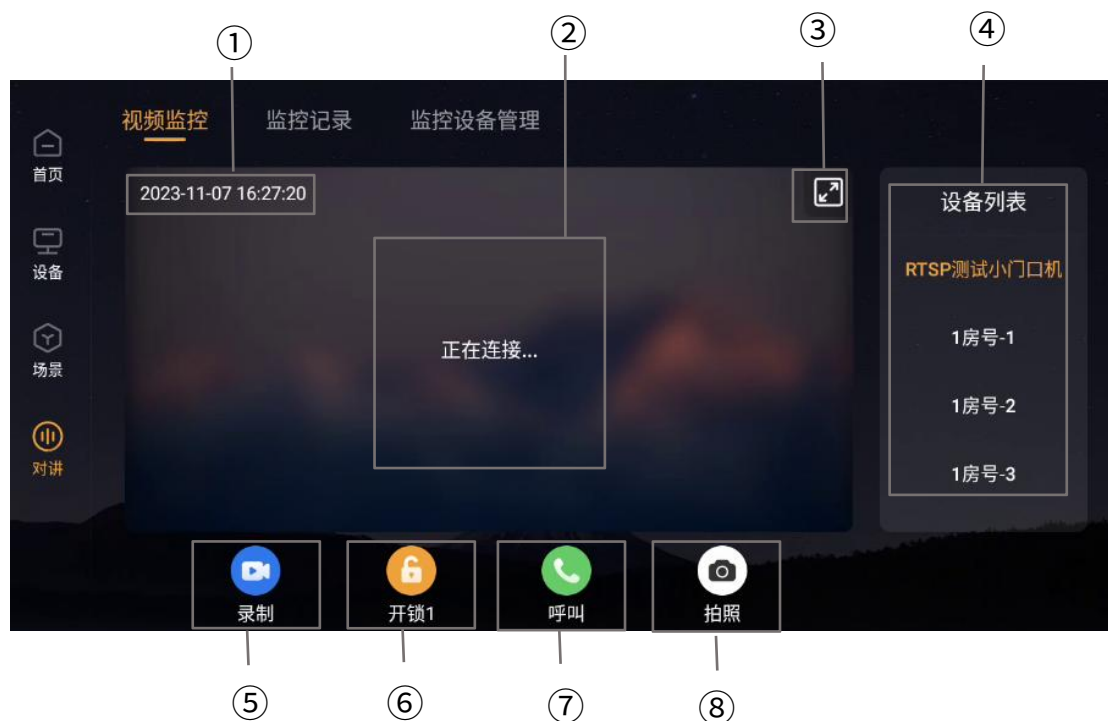 ① ② ③ ④
视频监控 监控记录 监控设备管理
首页
设备
场景
对讲
2023-11-07 16:27:20
正在连接...
设备列表
RTSP测试小门口机
1房号-1
1房号-2
1房号-3
录制 开锁1 呼叫 拍照
⑤ ⑥ ⑦ ⑧